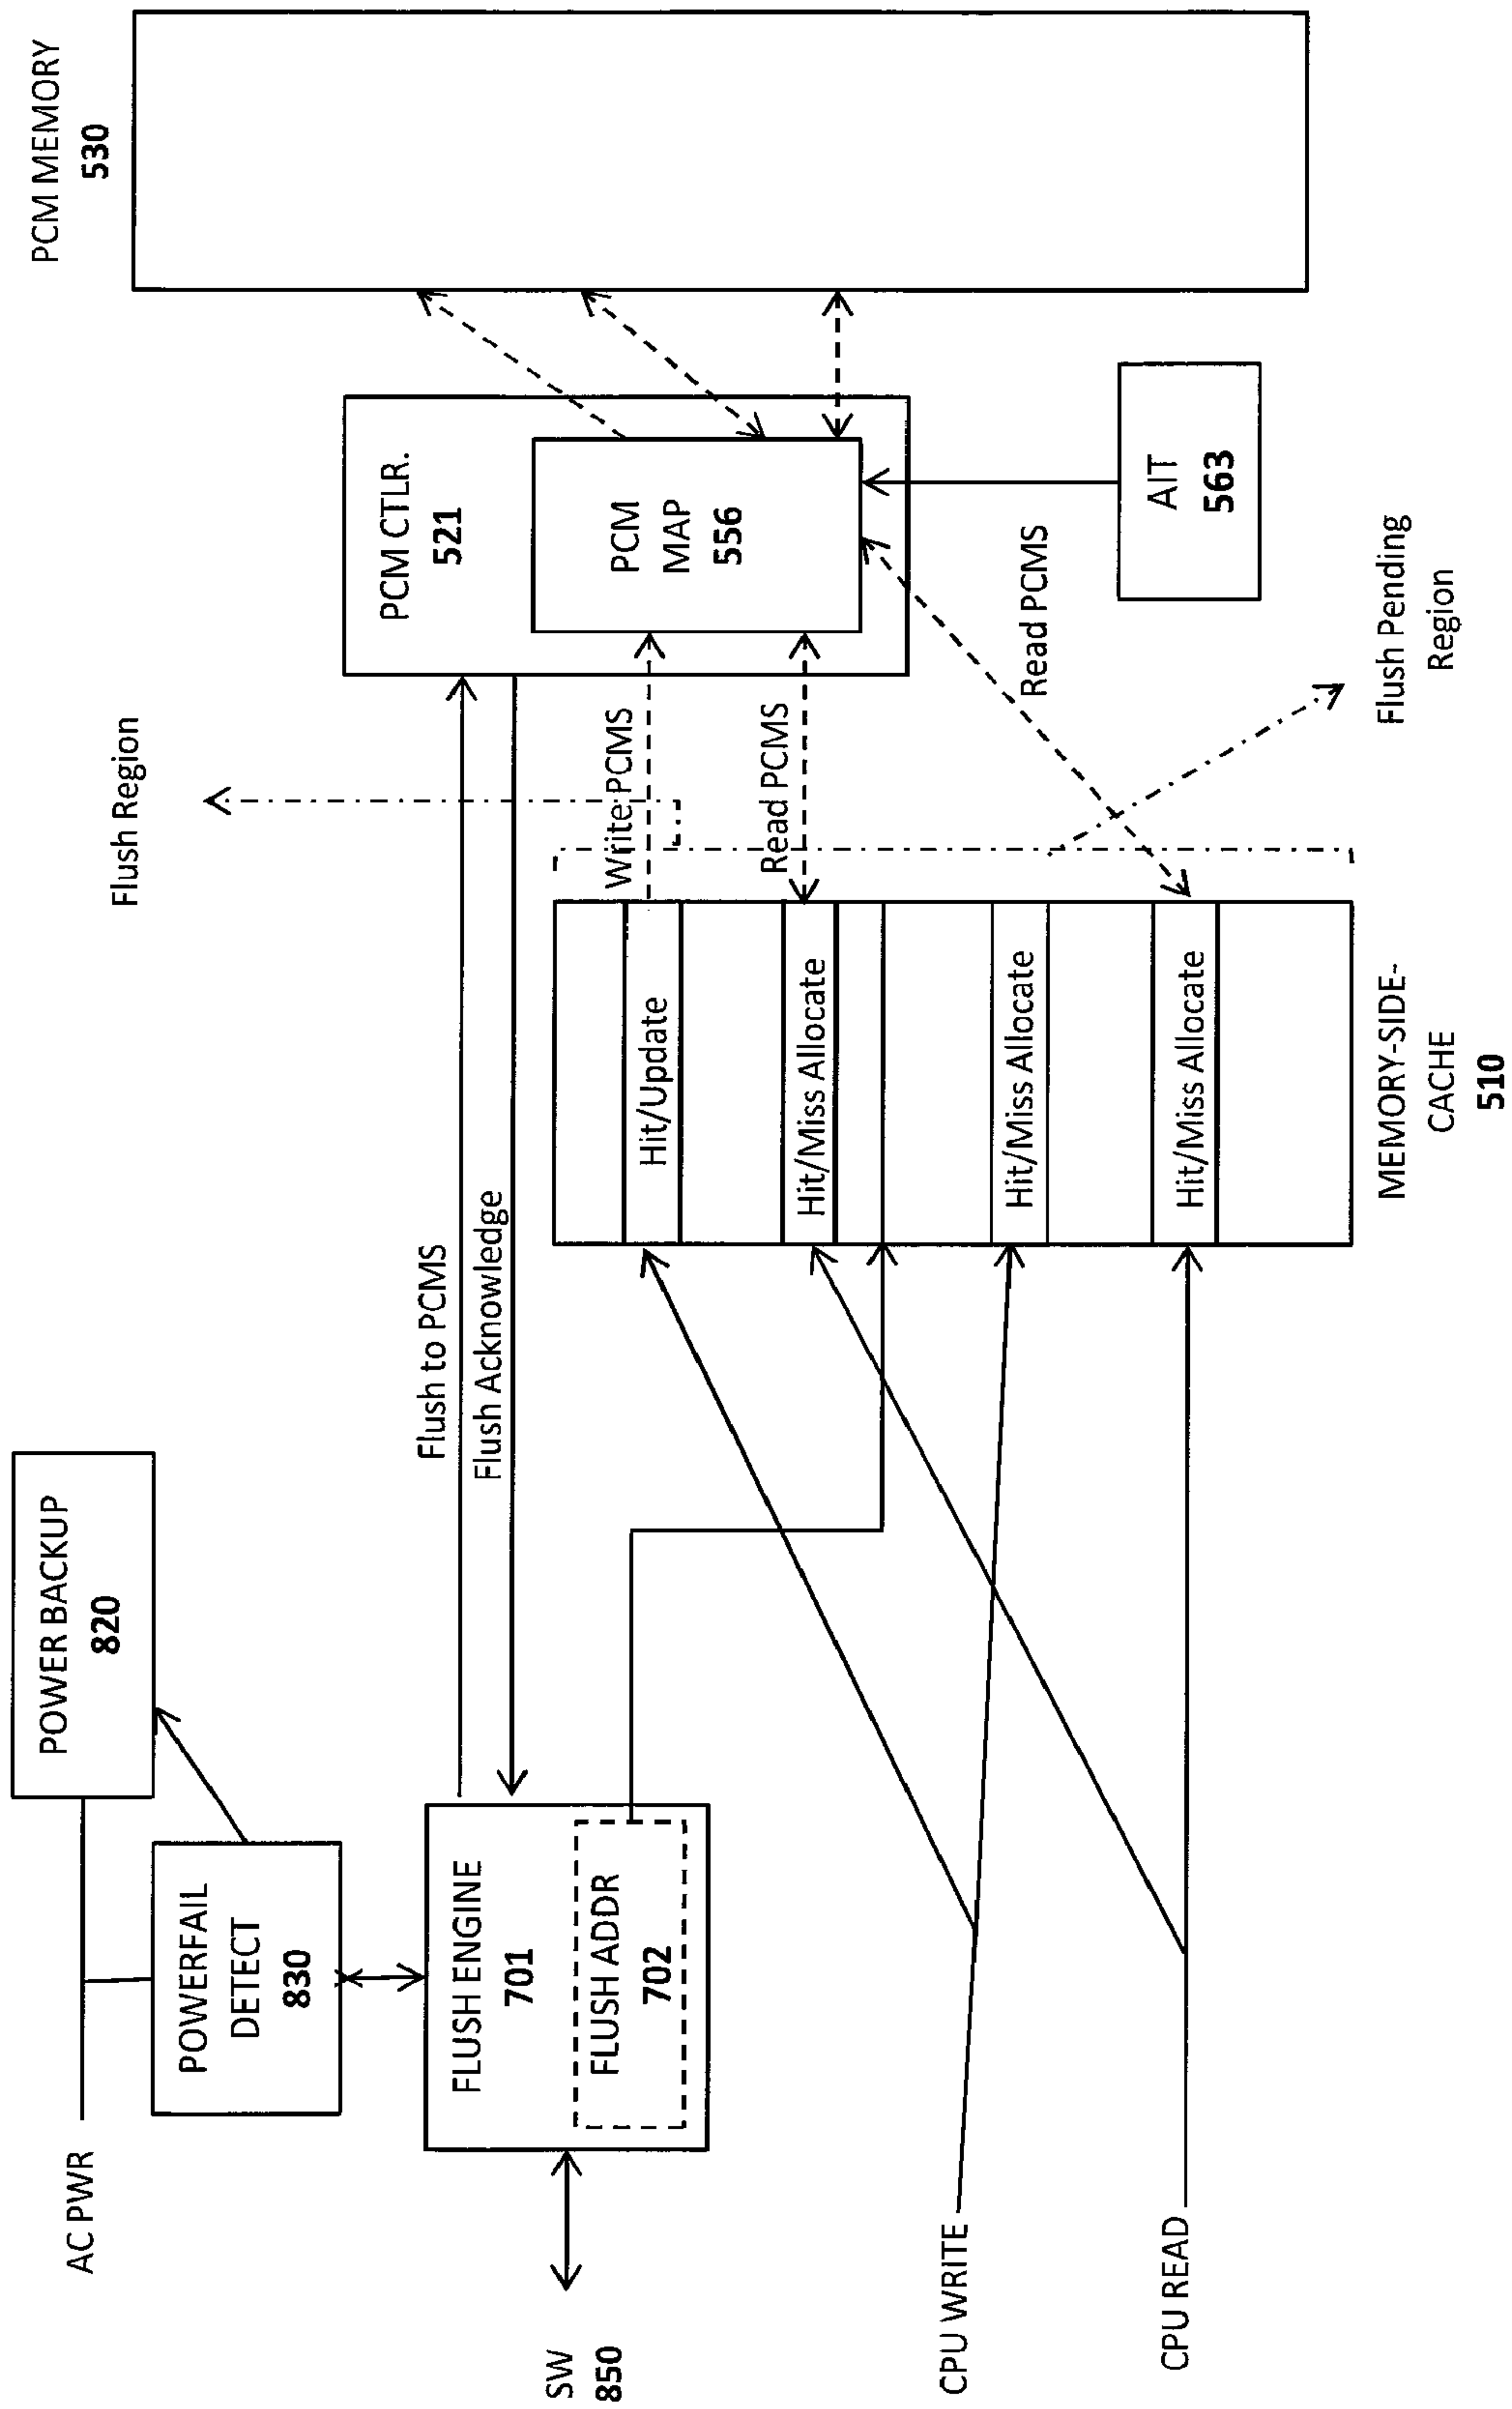 AC PWR
POWER BACKUP
820
POWERFAIL
DETECT
830
SW
850
FLUSH ENGINE
701
FLUSH ADDR
702
Flush to PCMS
Flush Acknowledge
Flush Region
PCM CTLR.
521
PCM
MAP
556
PCM MEMORY
530
Write PCMS
Read PCMS
Read PCMS
AIT
563
Flush Pending
Region
Hit/Update
Hit/Miss Allocate
Hit/Miss Allocate
Hit/Miss Allocate
MEMORY-SIDE-
CACHE
510
CPU WRITE
CPU READ